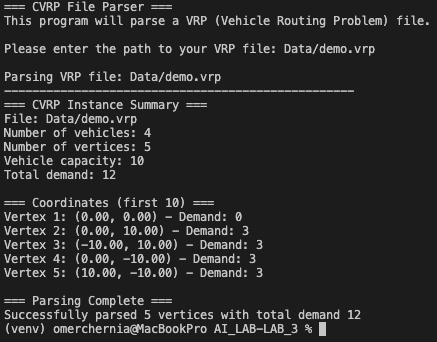 === CVRP File Parser ===
This program will parse a VRP (Vehicle Routing Problem) file.
Please enter the path to your VRP file: Data/demo.vrp
Parsing VRP file: Data/demo.vrp
--------------------------------------------------
=== CVRP Instance Summary ===
File: Data/demo.vrp
Number of vehicles: 4
Number of vertices: 5
Vehicle capacity: 10
Total demand: 12
=== Coordinates (first 10) ===
Vertex 1: (0.00, 0.00) - Demand: 0
Vertex 2: (0.00, 10.00) - Demand: 3
Vertex 3: (-10.00, 10.00) - Demand: 3
Vertex 4: (0.00, -10.00) - Demand: 3
Vertex 5: (10.00, -10.00) - Demand: 3
=== Parsing Complete ===
Successfully parsed 5 vertices with total demand 12
(venv) omerchernia@MacBookPro AI_LAB-LAB_3 %